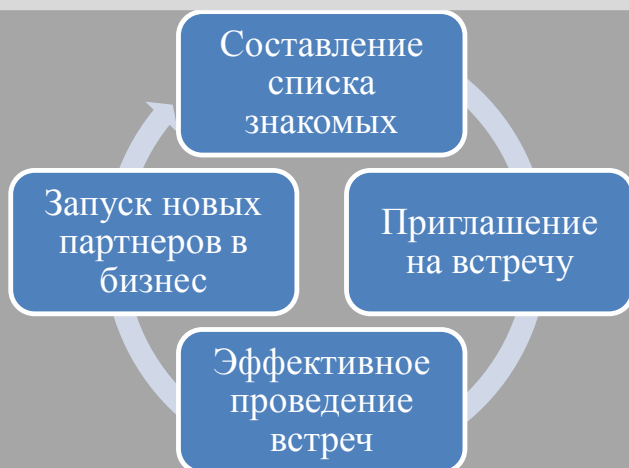 Составление
списка
знакомых
Приглашение
на встречу
Эффективное
проведение
встреч
Запуск новых
партнеров в
бизнес